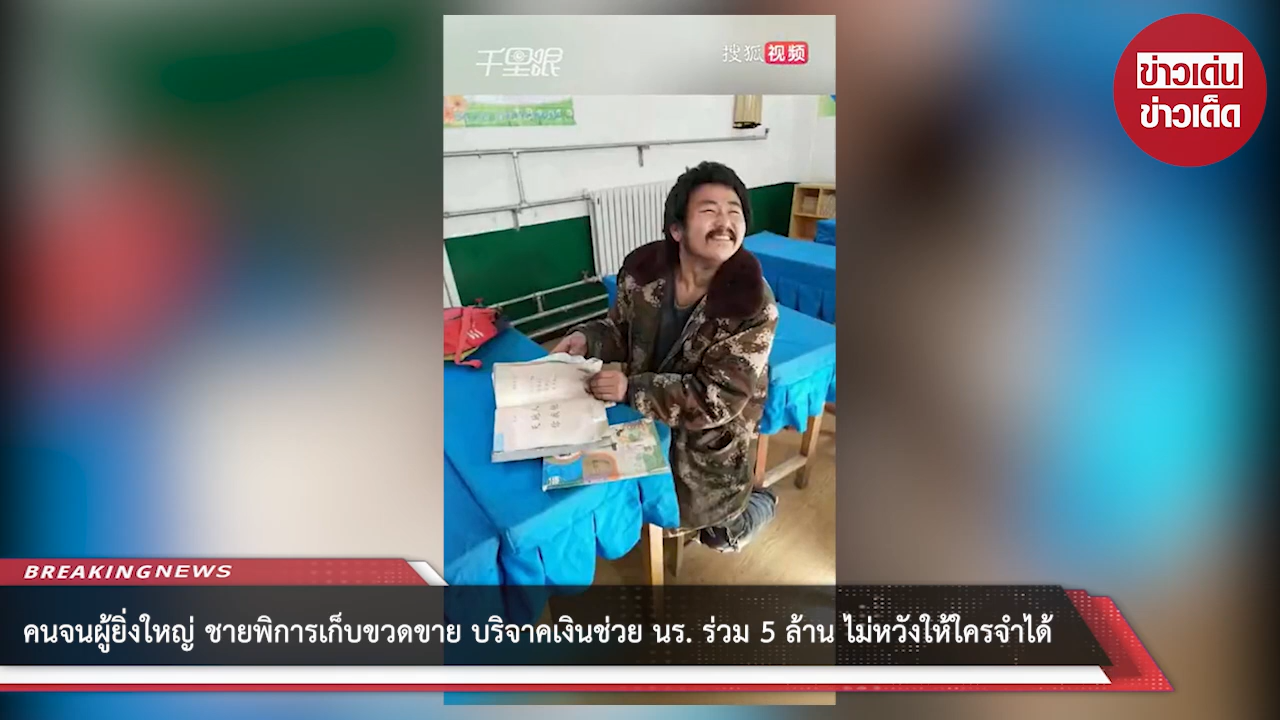 千里眼
搜狐视频
ข่าวเด่น
ข่าวเด็ด
BREAKING NEWS
คนจนผู้ยิ่งใหญ่ ชายพิการเก็บขวดขาย บริจาคเงินช่วย นร. ร่วม 5 ล้าน ไม่หวังให้ใครจำได้